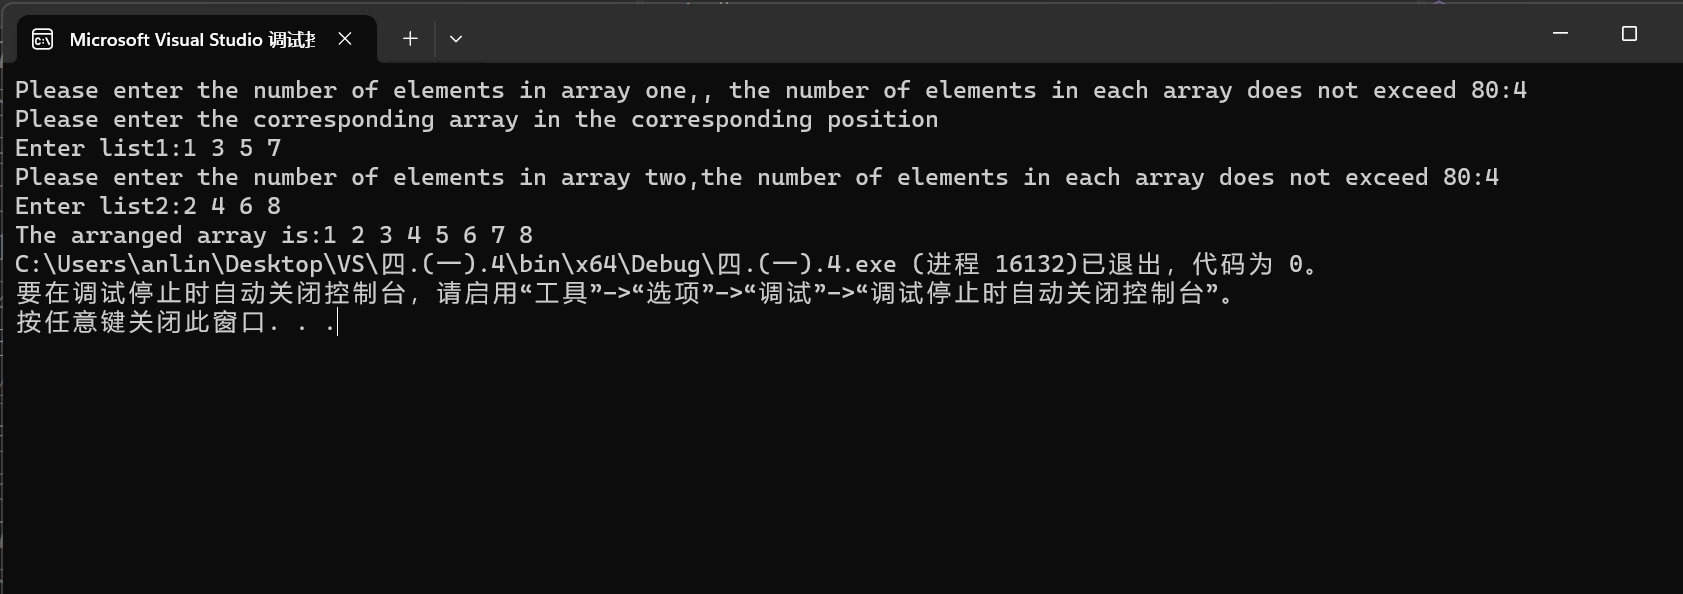 Microsoft Visual Studio 调试
Please enter the number of elements in array one,, the number of elements in each array does not exceed 80:4
Please enter the corresponding array in the corresponding position
Enter list1:1 3 5 7
Please enter the number of elements in array two,the number of elements in each array does not exceed 80:4
Enter list2:2 4 6 8
The arranged array is:1 2 3 4 5 6 7 8
C:\Users\anlin\Desktop\VS\四.(一).4\bin\x64\Debug\四.(一).4.exe (进程 16132)已退出，代码为 0。
要在调试停止时自动关闭控制台，请启用“工具”->“选项”->“调试”->“调试停止时自动关闭控制台”。
按任意键关闭此窗口. . .